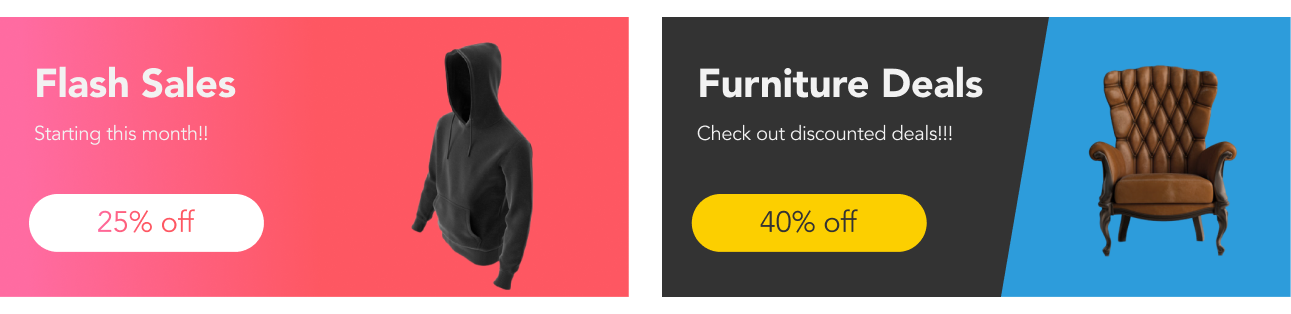 Flash Sales
Starting this month!!
25% off
Furniture Deals
Check out discounted deals!!!
40% off